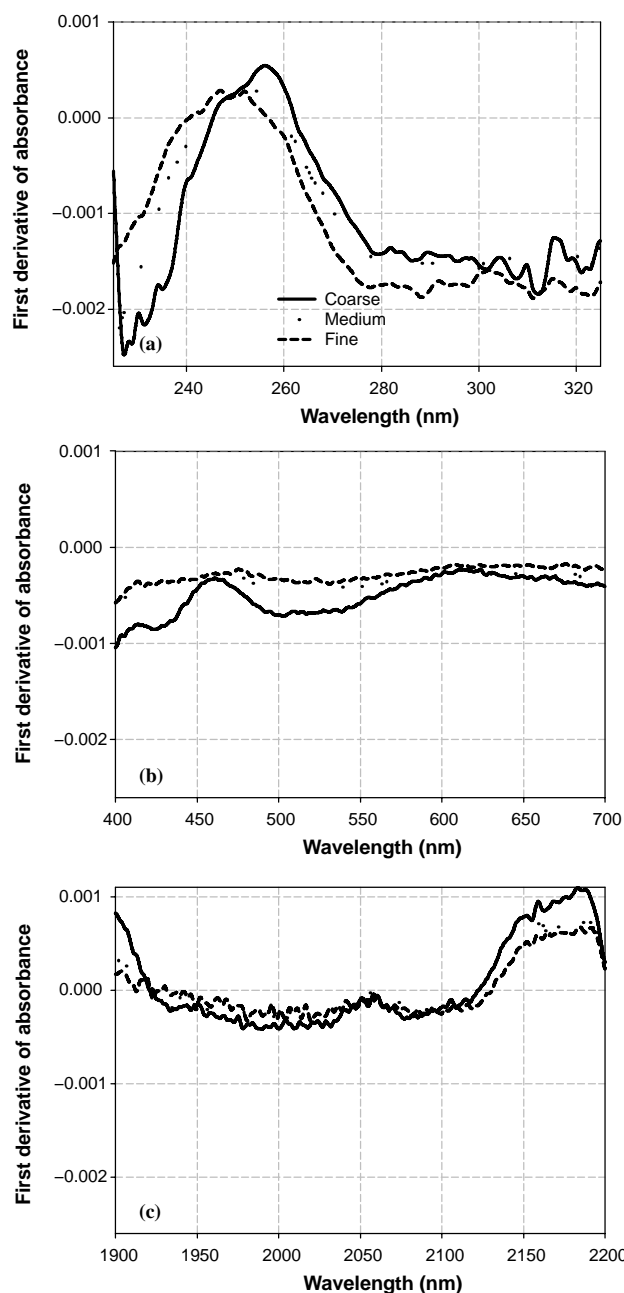 First derivative of absorbance
0.001
0.000
−0.001
−0.002
(a)
Coarse
Medium
Fine
240 260 280 300 320
Wavelength (nm)
First derivative of absorbance
0.001
0.000
−0.001
−0.002
(b)
400 450 500 550 600 650 700
Wavelength (nm)
First derivative of absorbance
0.001
0.000
−0.001
−0.002
(c)
1900 1950 2000 2050 2100 2150 2200
Wavelength (nm)